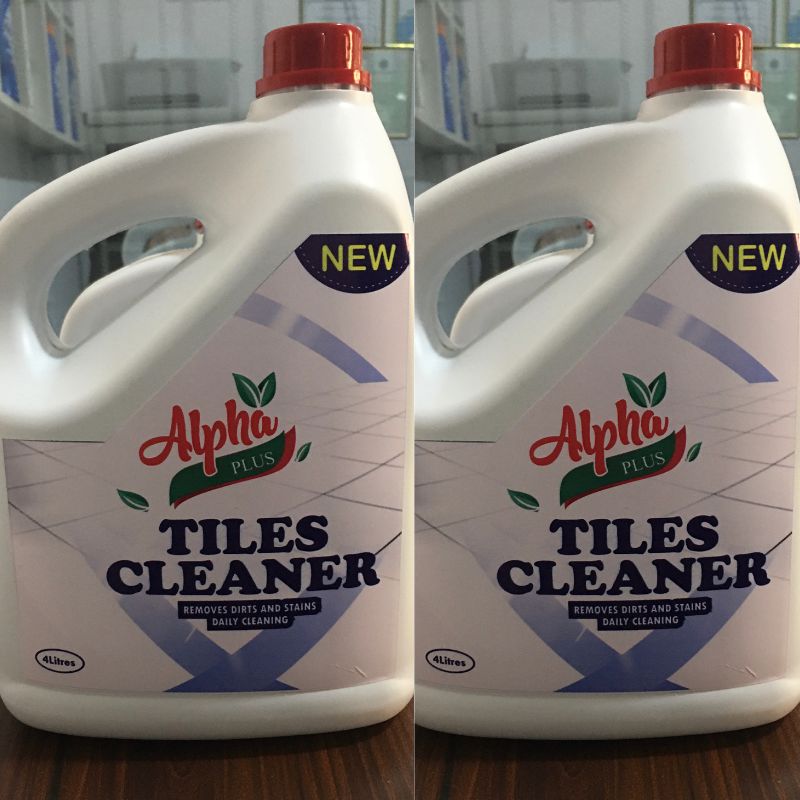 NEW
Alpha
PLUS
TILES
CLEANER
REMOVES DIRTS AND STAINS
DAILY CLEANING
4Litres
NEW
Alpha
PLUS
TILES
CLEANER
REMOVES DIRTS AND STAINS
DAILY CLEANING
4Litres